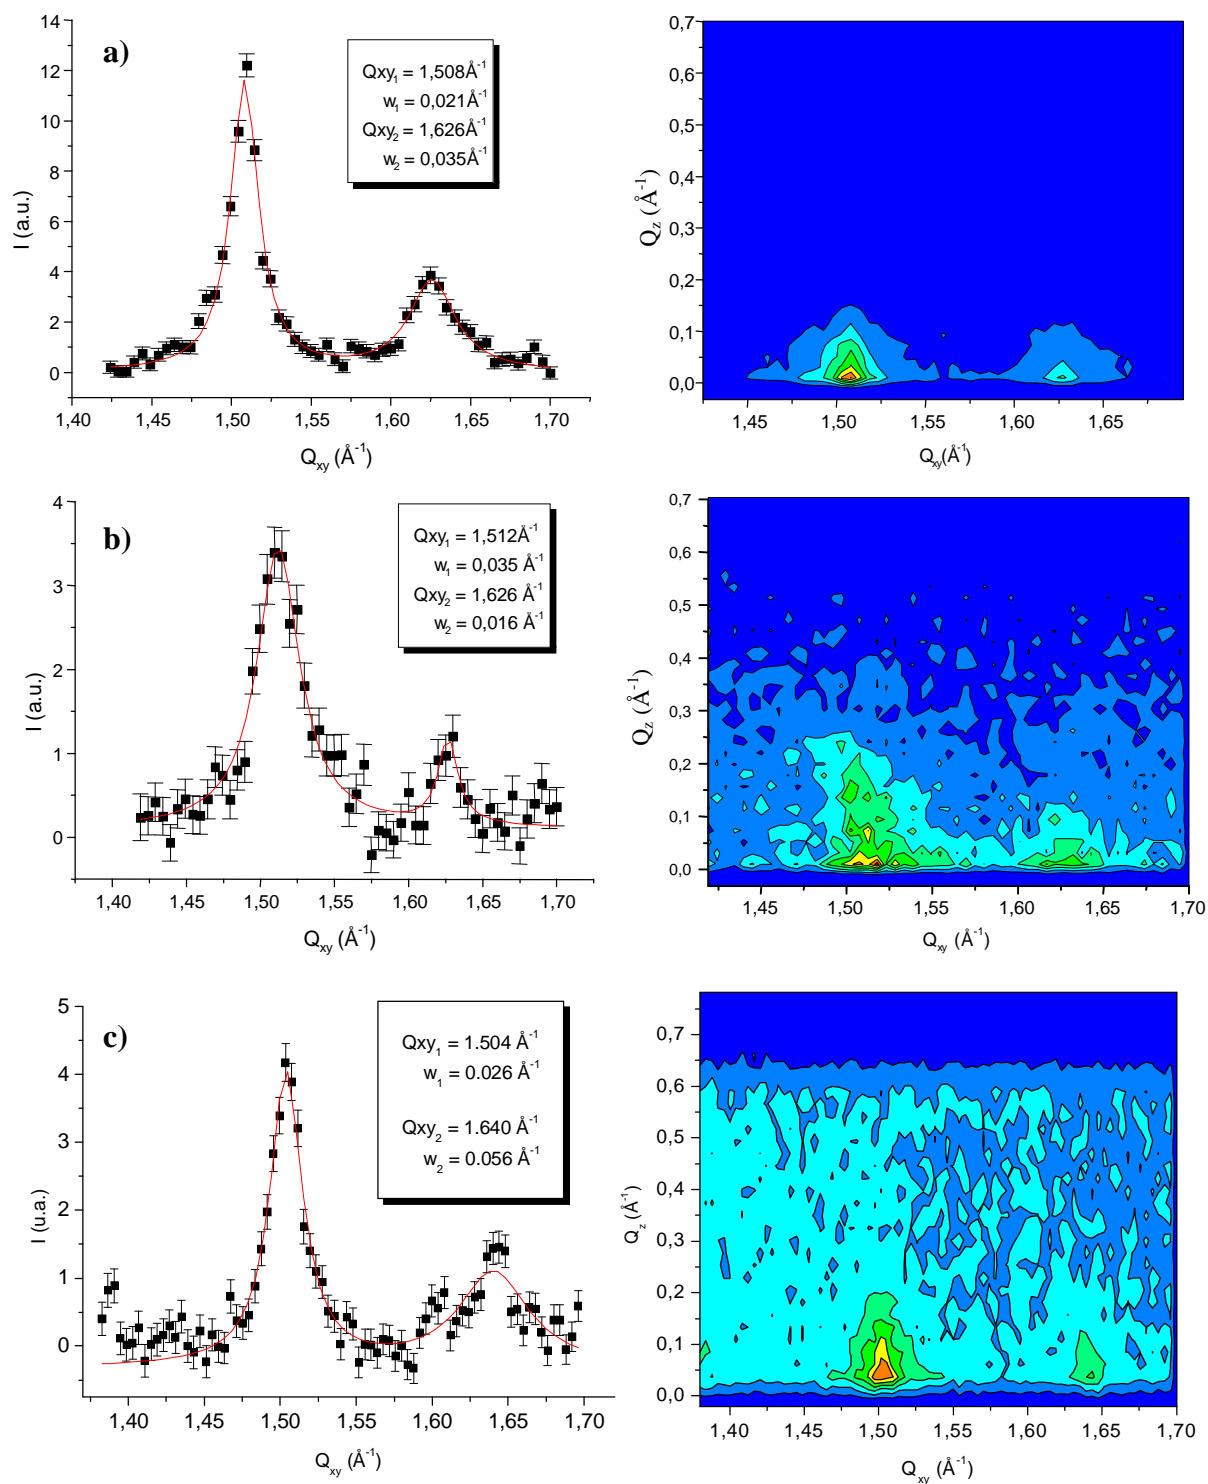 a)
14
12
10
8
6
4
2
0
I (a.u.)
Qxy₁ = 1,508Å⁻¹
w₁ = 0,021Å⁻¹
Qxy₂ = 1,626Å⁻¹
w₂ = 0,035Å⁻¹
1,40 1,45 1,50 1,55 1,60 1,65 1,70
Q_xy (Å⁻¹)
0,7
0,6
0,5
0,4
0,3
0,2
0,1
0,0
Q_z (Å⁻¹)
1,45 1,50 1,55 1,60 1,65
Q_xy(Å⁻¹)
b)
4
3
2
1
0
I (a.u.)
Qxy₁ = 1,512Å⁻¹
w₁ = 0,035 Å⁻¹
Qxy₂ = 1,626 Å⁻¹
w₂ = 0,016 Å⁻¹
1,40 1,45 1,50 1,55 1,60 1,65 1,70
Q_xy (Å⁻¹)
0,7
0,6
0,5
0,4
0,3
0,2
0,1
0,0
Q_z (Å⁻¹)
1,45 1,50 1,55 1,60 1,65 1,70
Q_xy (Å⁻¹)
c)
5
4
3
2
1
0
I (u.a.)
Qxy₁ = 1.504 Å⁻¹
w₁ = 0.026 Å⁻¹
Qxy₂ = 1.640 Å⁻¹
w₂ = 0.056 Å⁻¹
1,40 1,45 1,50 1,55 1,60 1,65 1,70
Q_xy (Å⁻¹)
0,7
0,6
0,5
0,4
0,3
0,2
0,1
0,0
Q_z (Å⁻¹)
1,40 1,45 1,50 1,55 1,60 1,65 1,70
Q_xy (Å⁻¹)